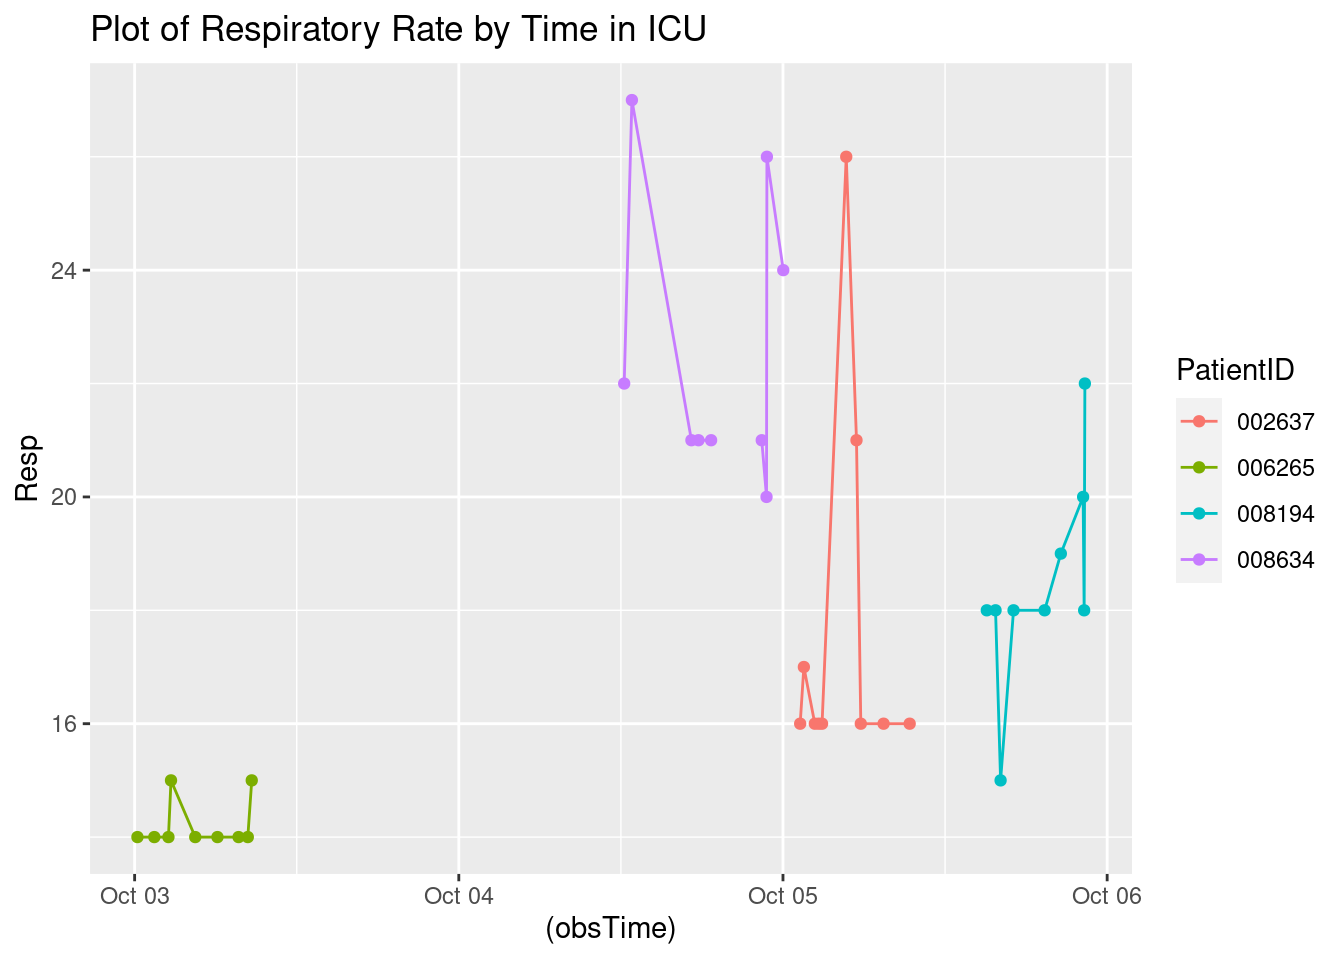 Plot of Respiratory Rate by Time in ICU
24
20
16
Resp
Oct 03
Oct 04
Oct 05
Oct 06
(obsTime)
PatientID
002637
006265
008194
008634